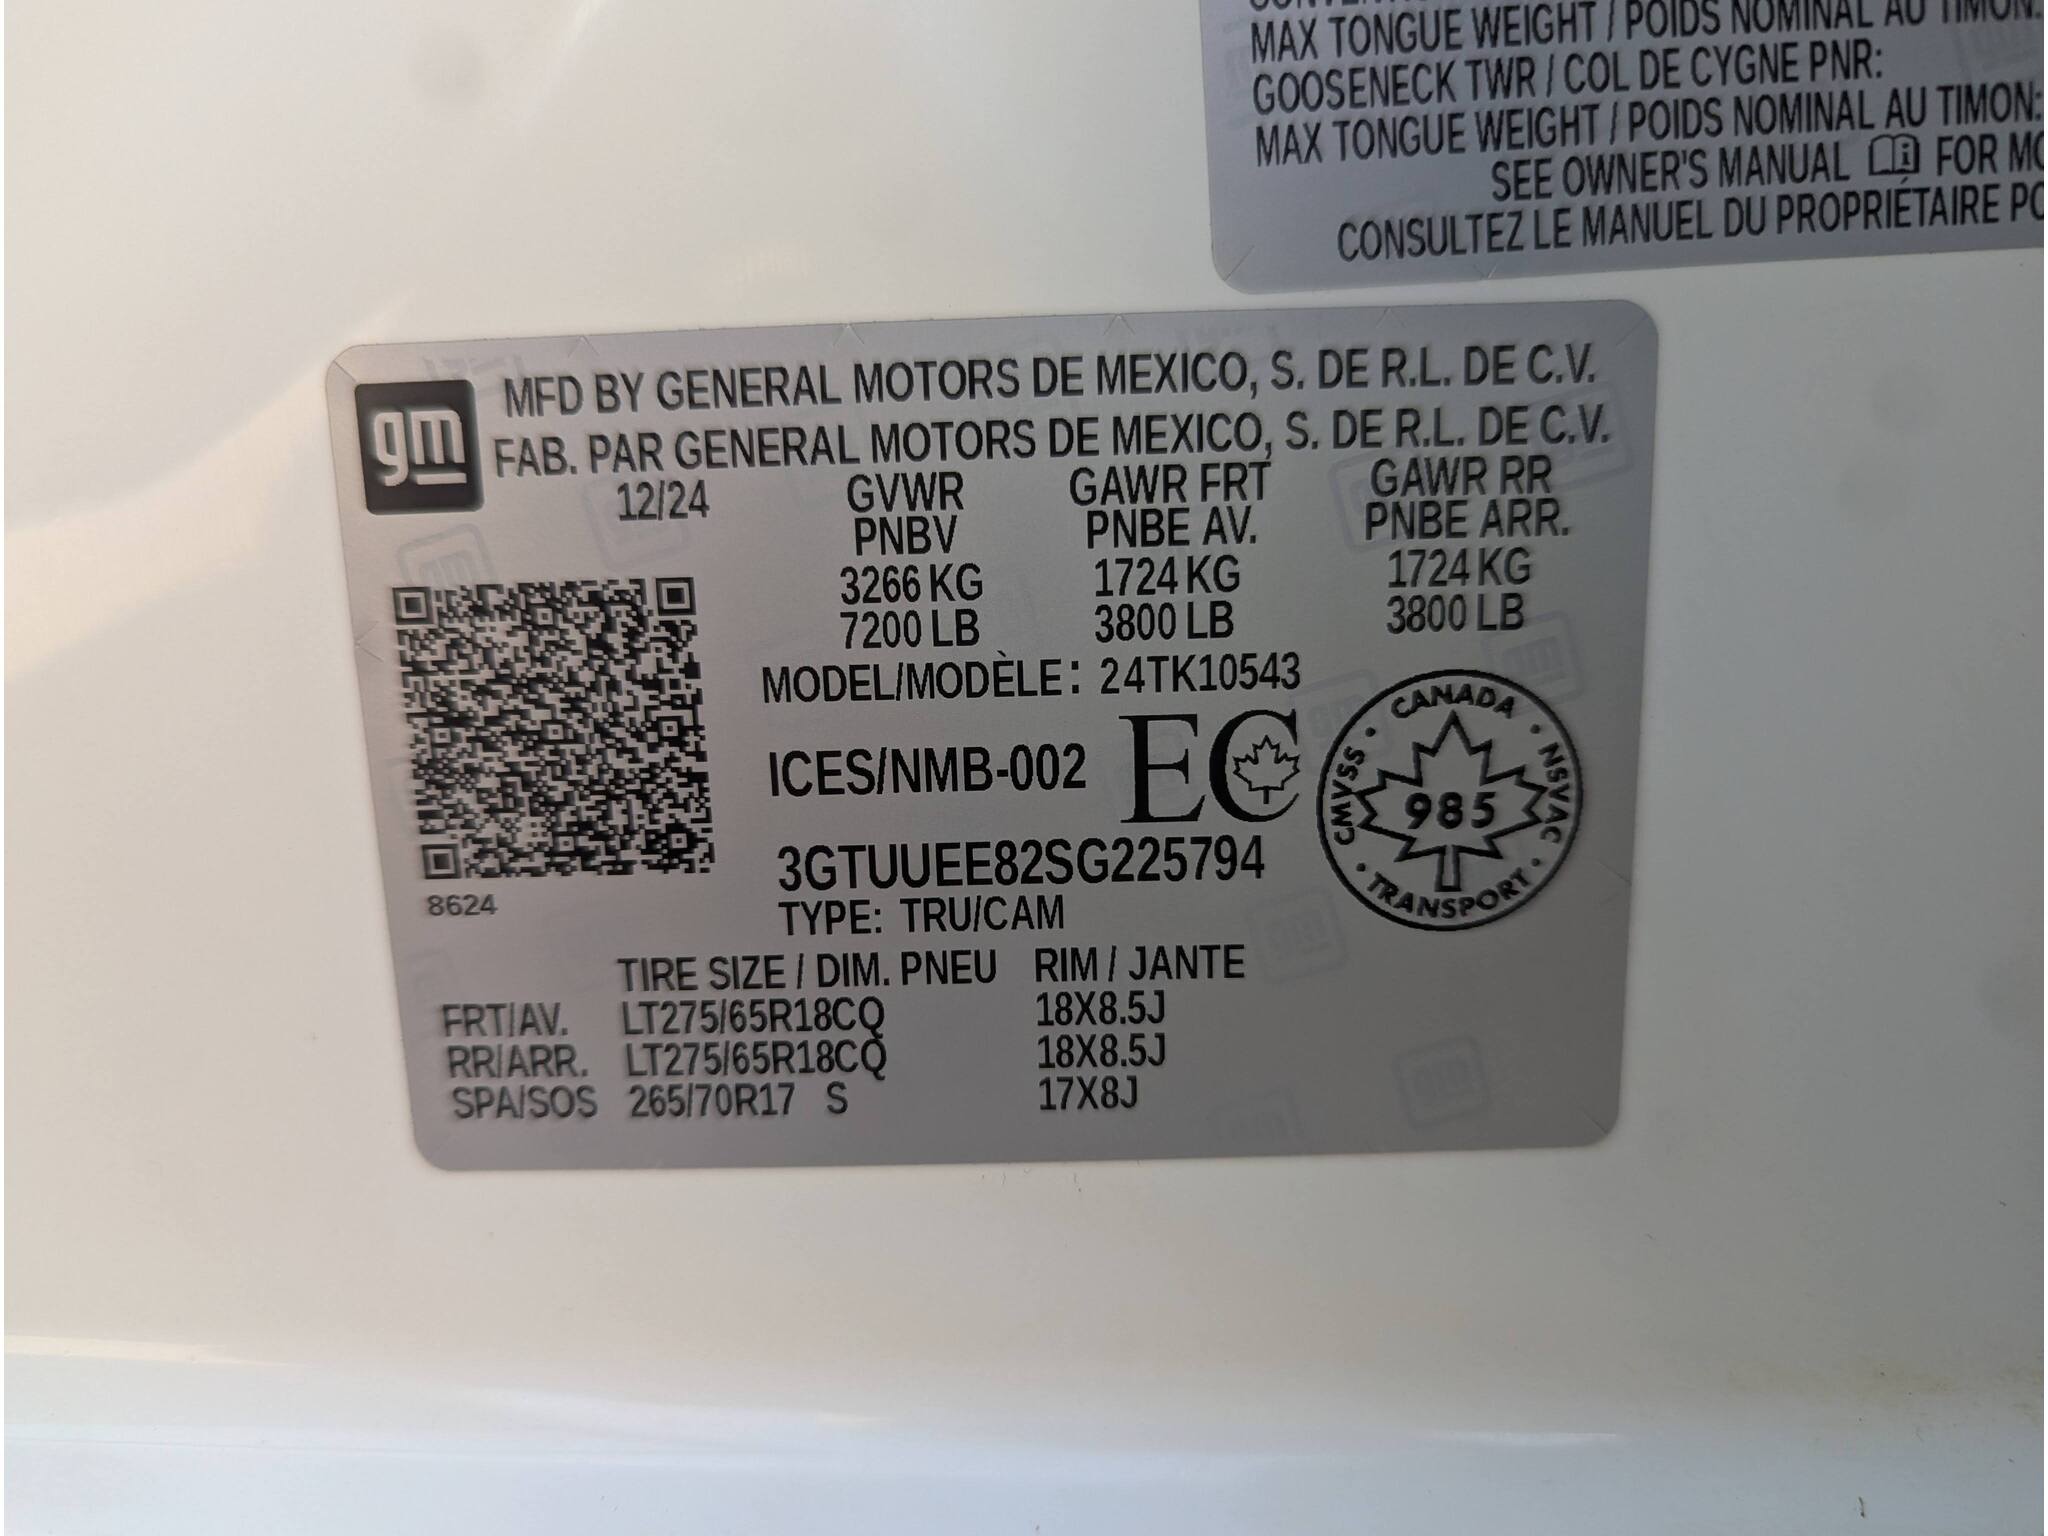 MAX TONGUE WEIGHT / POIDS NOMINAL AU TIMON:
GOOSENECK TWR / COL DE CYGNE PNR:
MAX TONGUE WEIGHT / POIDS NOMINAL AU TIMON:
SEE OWNER'S MANUAL FOR
CONSULTEZ LE MANUEL DU PROPRIÉTAIRE
gm
MFD BY GENERAL MOTORS DE MEXICO, S. DE R.L. DE C.V.
FAB. PAR GENERAL MOTORS DE MEXICO, S. DE R.L. DE C.V.
12/24 GVWR GAWR FRT GAWR RR
PNBV PNBE AV. PNBE ARR.
3266 KG 1724 KG 1724 KG
7200 LB 3800 LB 3800 LB
MODEL/MODÈLE: 24TK10543
ICES/NMB-002 EC
CANADA
CMVSS 985 NSVAC
TRANSPORT
3GTUUEE82SG225794
8624
TYPE: TRU/CAM
TIRE SIZE / DIM. PNEU RIM / JANTE
FRT/AV. LT275/65R18CQ 18X8.5J
RR/ARR. LT275/65R18CQ 18X8.5J
SPA/SOS 265/70R17 S 17X8J